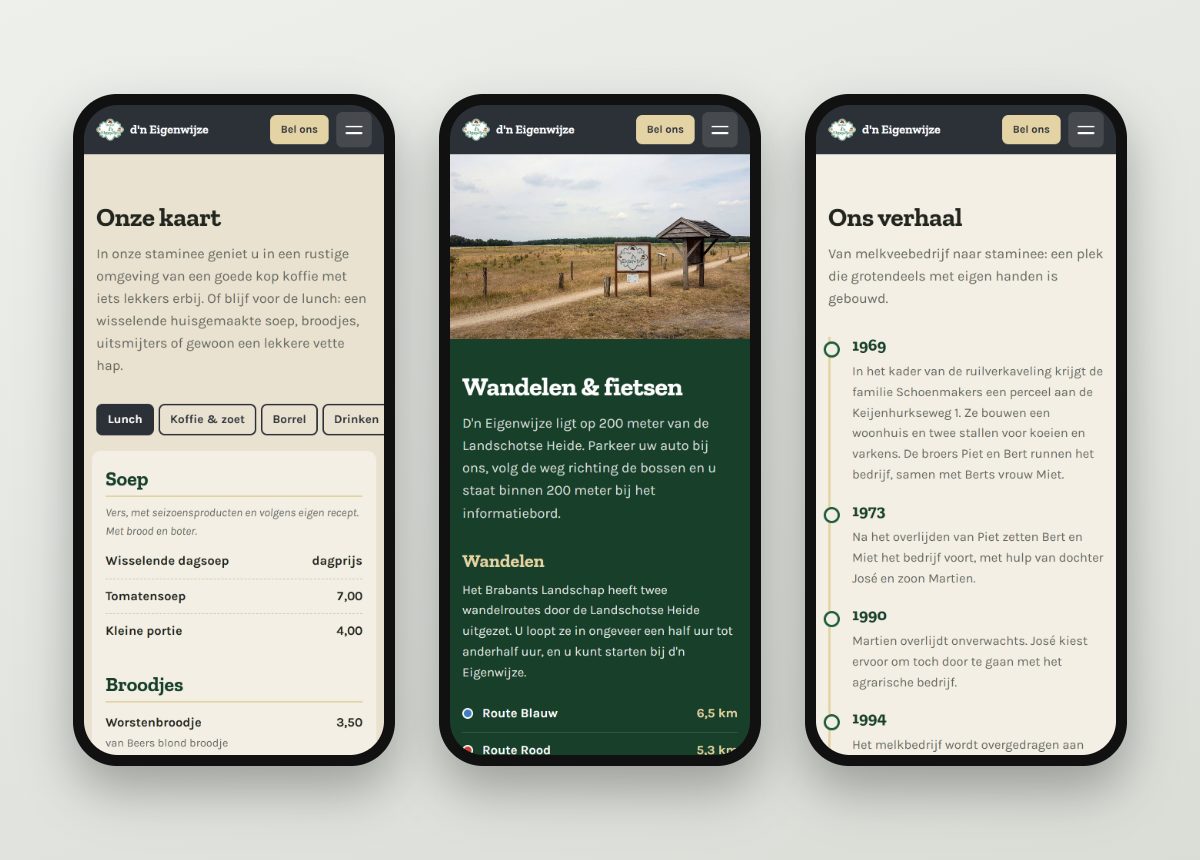 d'n Eigenwijze
Bel ons
Onze kaart
In onze staminee geniet u in een rustige
omgeving van een goede kop koffie met
iets lekkers erbij. Of blijf voor de lunch: een
wisselende huisgemaakte soep, broodjes,
uitsmijters of gewoon een lekkere vette
hap.
Lunch
Koffie & zoet
Borrel
Drinken
Soep
Vers, met seizoensproducten en volgens eigen recept.
Met brood en boter.
Wisselende dagsoep dagprijs
Tomatensoep 7,00
Kleine portie 4,00
Broodjes
Worstenbroodje 3,50
van Beers blond broodje
d'n Eigenwijze
Bel ons
Wandelen & fietsen
D'n Eigenwijze ligt op 200 meter van de
Landschotse Heide. Parkeer uw auto bij
ons, volg de weg richting de bossen en u
staat binnen 200 meter bij het
informatiebord.
Wandelen
Het Brabants Landschap heeft twee
wandelroutes door de Landschotse Heide
uitgezet. U loopt ze in ongeveer een half uur tot
anderhalf uur, en u kunt starten bij d'n
Eigenwijze.
Route Blauw 6,5 km
Route Rood 5,3 km
d'n Eigenwijze
Bel ons
Ons verhaal
Van melkveebedrijf naar staminee: een plek
die grotendeels met eigen handen is
gebouwd.
1969
In het kader van de ruilverkaveling krijgt de
familie Schoenmakers een perceel aan de
Keijenhurkseweg 1. Ze bouwen een
woonhuis en twee stallen voor koeien en
varkens. De broers Piet en Bert runnen het
bedrijf, samen met Berts vrouw Miet.
1973
Na het overlijden van Piet zetten Bert en
Miet het bedrijf voort, met hulp van dochter
José en zoon Martien.
1990
Martien overlijdt onverwachts. José kiest
ervoor om toch door te gaan met het
agrarische bedrijf.
1994
Het melkbedrijf wordt overgedragen aan